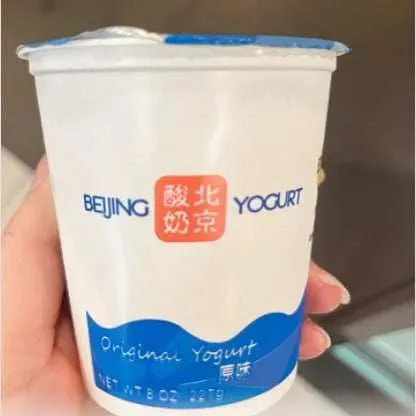 BEIJING 北京酸奶 YOGURT
Original Yogurt
原味
NET WT 8 OZ 227g